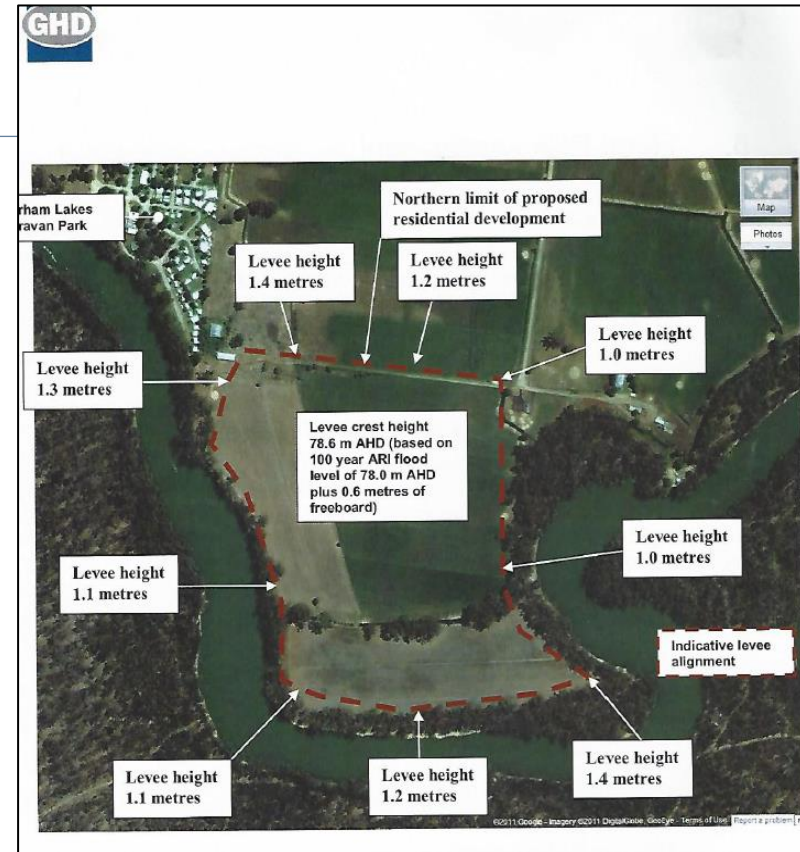 GHD
rham Lakes
ravan Park
Northern limit of proposed
residential development
Map
Photos
Levee height
1.4 metres
Levee height
1.2 metres
Levee height
1.0 metres
Levee height
1.3 metres
Levee crest height
78.6 m AHD (based on
100 year ARI flood
level of 78.0 m AHD
plus 0.6 metres of
freeboard)
Levee height
1.0 metres
Levee height
1.1 metres
Indicative levee
alignment
Levee height
1.1 metres
Levee height
1.2 metres
Levee height
1.4 metres
©2011 Google - Imagery ©2011 DigitalGlobe, GeoEye - Terms of Use
Report a problem